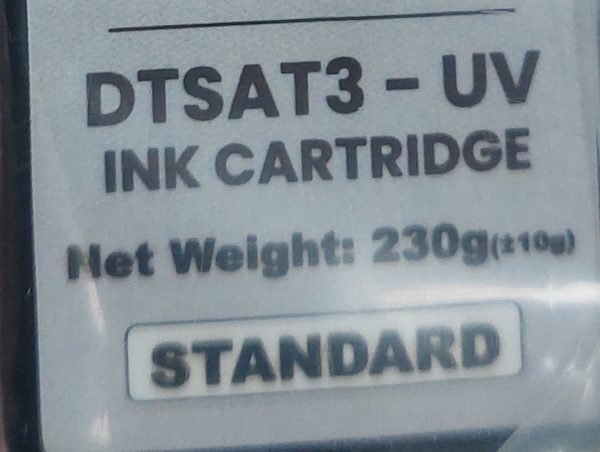 DTSAT3 - UV
INK CARTRIDGE
Net Weight: 230g(±10g)
STANDARD